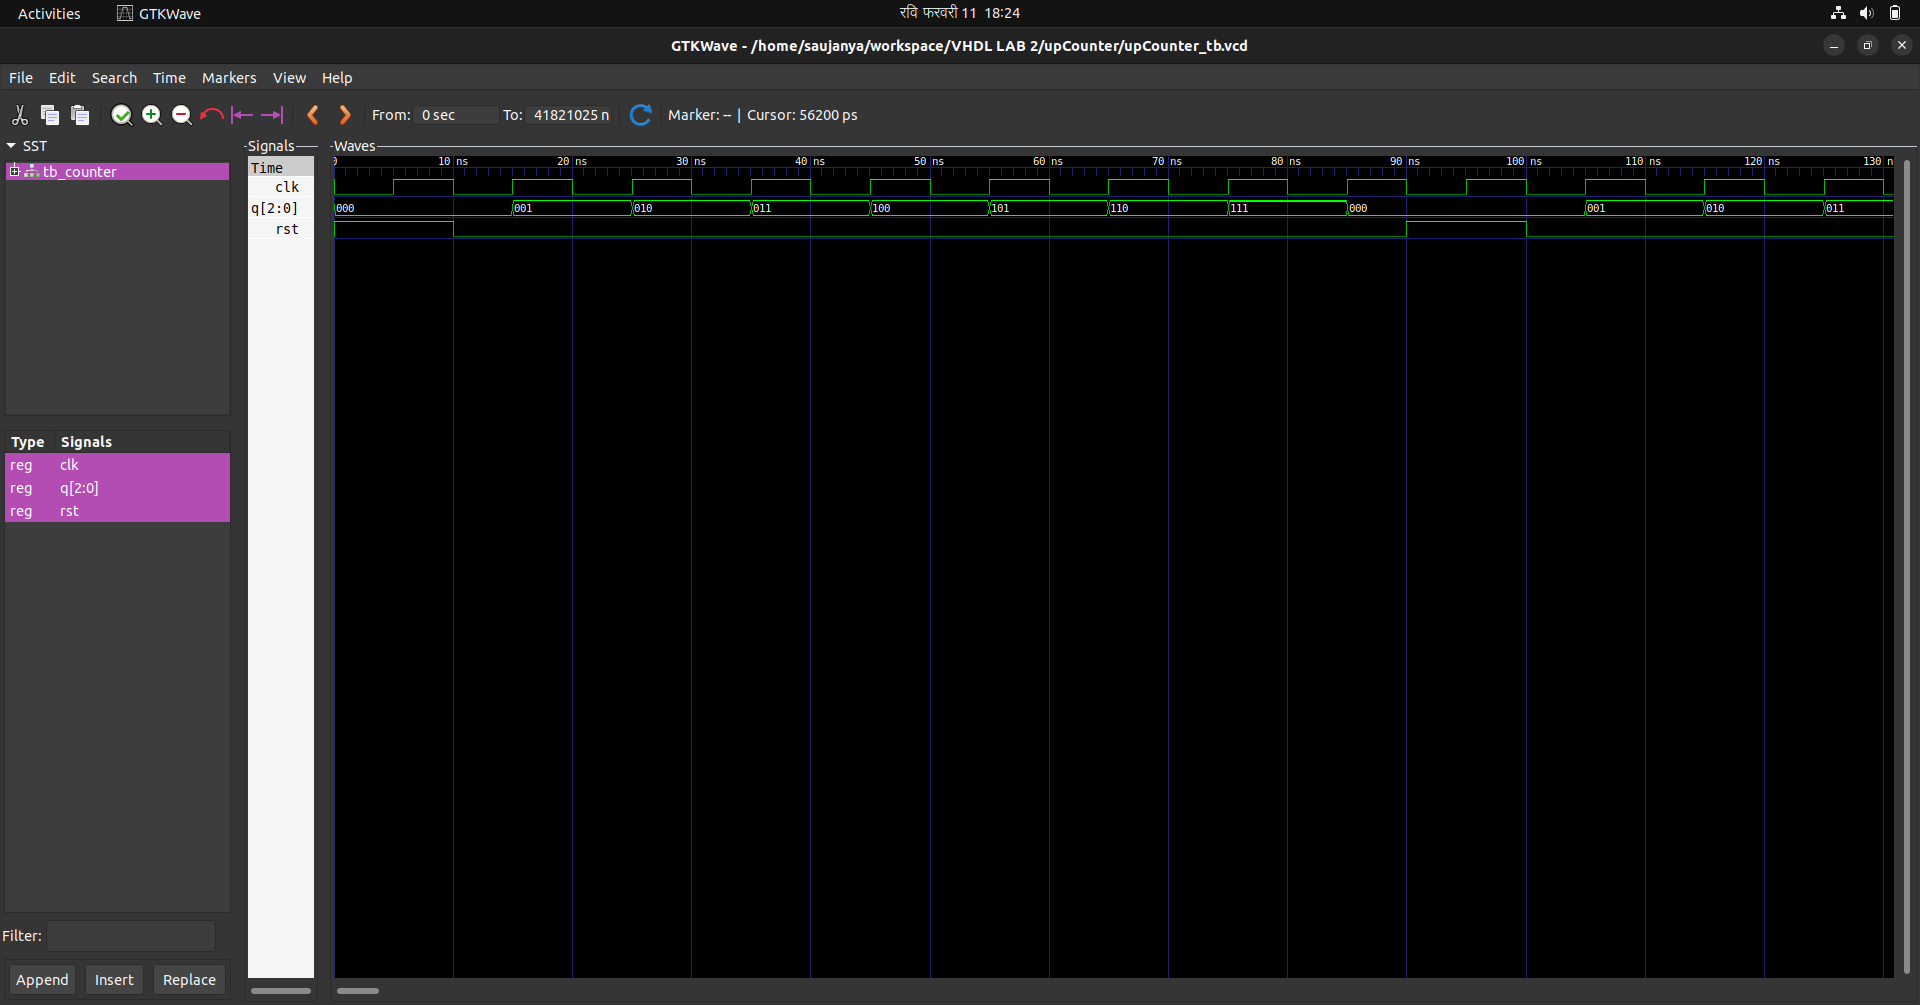 Activities GTKWave रवि फरवरी 11 18:24
GTKWave - /home/saujanya/workspace/VHDL LAB 2/upCounter/upCounter_tb.vcd
File Edit Search Time Markers View Help
From: 0 sec To: 41821025 n Marker: -- | Cursor: 56200 ps
SST
tb_counter
Type Signals
reg clk
reg q[2:0]
reg rst
Filter:
Append Insert Replace
Signals
Time
clk
q[2:0]
rst
Waves
0 10 ns 20 ns 30 ns 40 ns 50 ns 60 ns 70 ns 80 ns 90 ns 100 ns 110 ns 120 ns 130 n
000 001 010 011 100 101 110 111 000 001 010 011